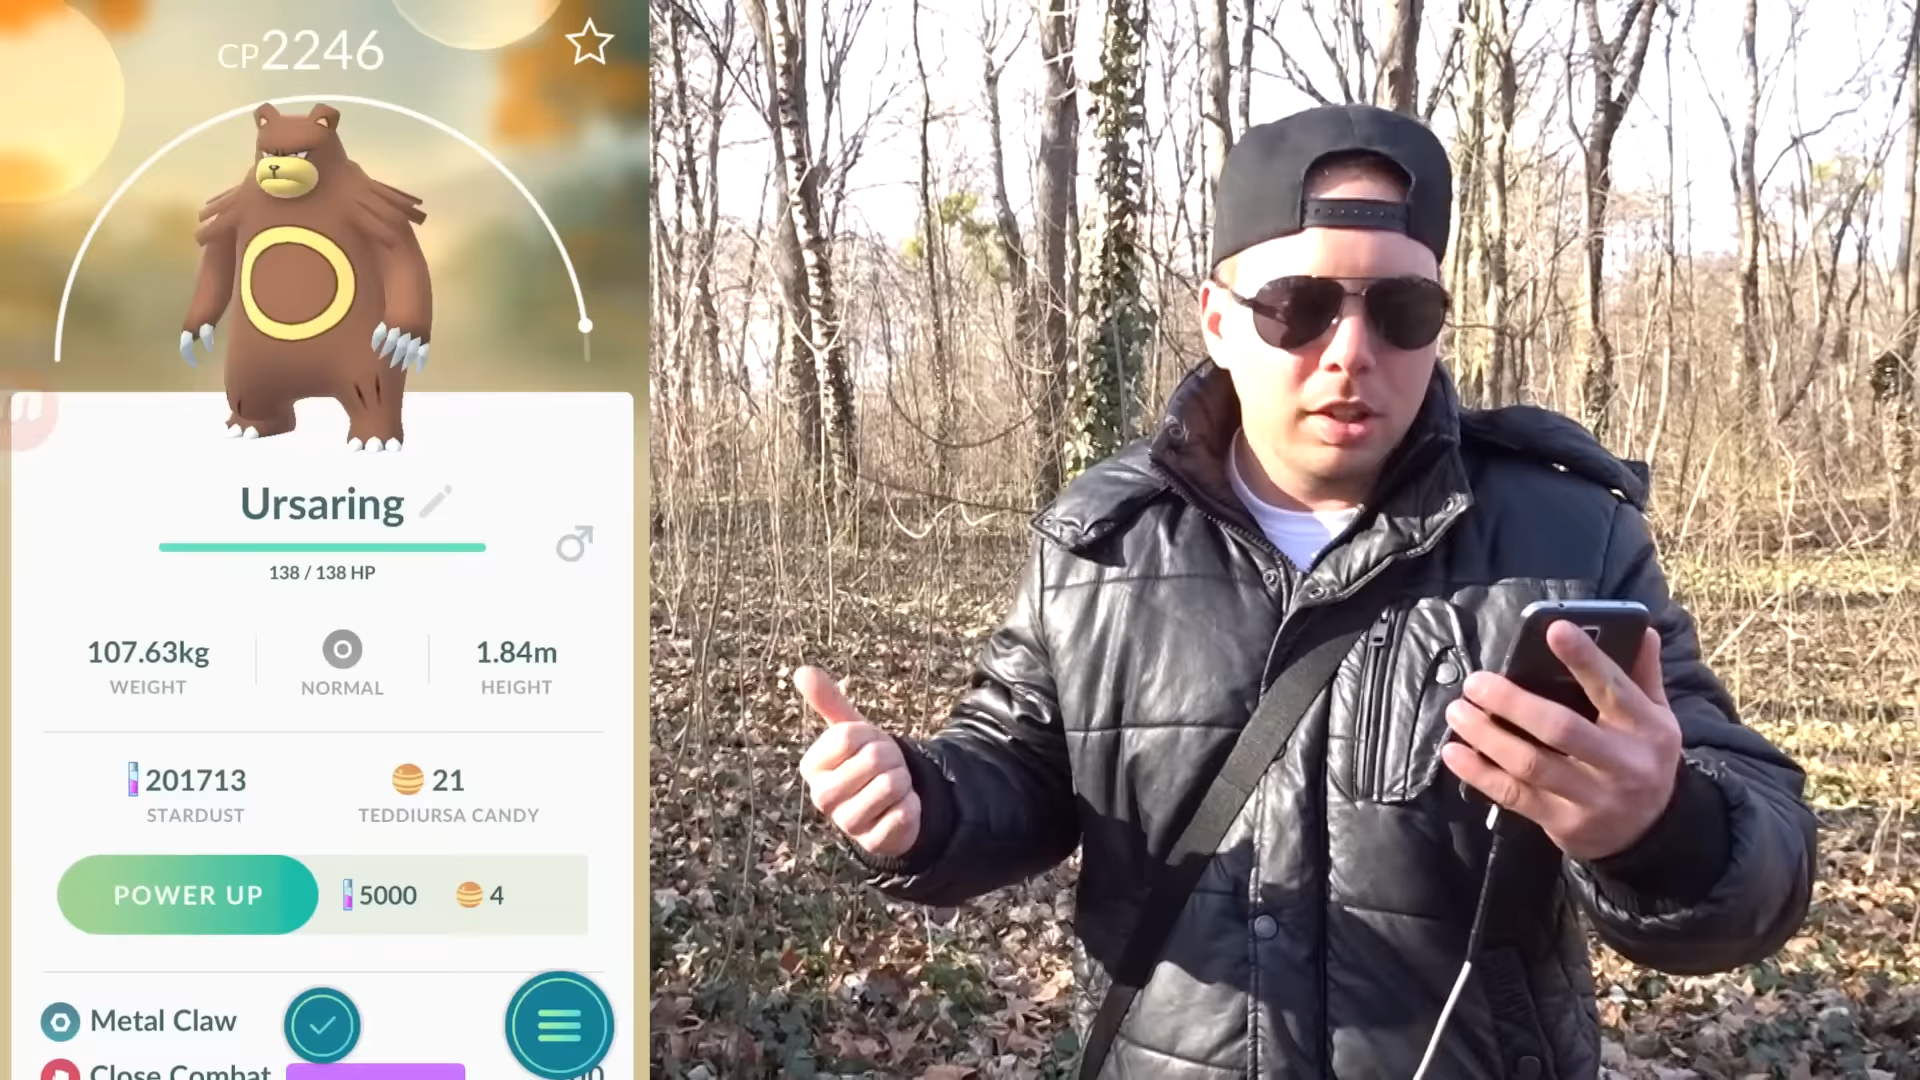 CP2246
Ursaring
138 / 138 HP
107.63kg
WEIGHT
NORMAL
1.84m
HEIGHT
201713
STARDUST
21
TEDDIURSA CANDY
POWER UP
5000
4
Metal Claw
Close Combat